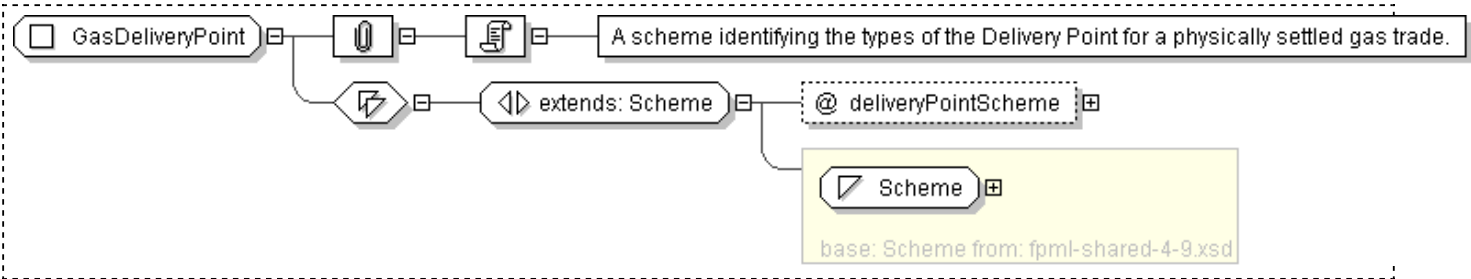 GasDeliveryPoint
A scheme identifying the types of the Delivery Point for a physically settled gas trade.
extends: Scheme
@ deliveryPointScheme
Scheme
base: Scheme from: fpml-shared-4-9.xsd